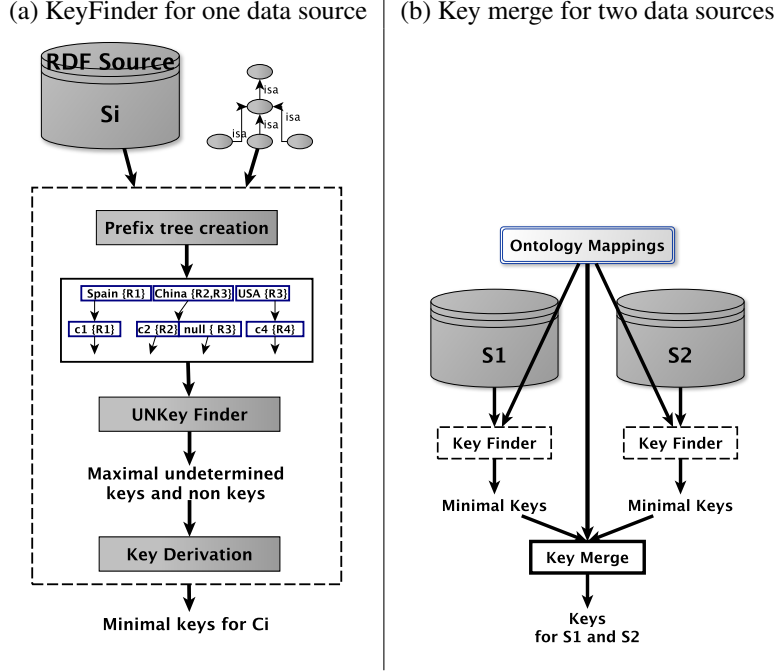 (a) KeyFinder for one data source
RDF Source
Si
isa
isa
isa
isa
Prefix tree creation
Spain {R1} China {R2,R3} USA {R3}
c1 {R1} c2 {R2} null { R3} c4 {R4}
UNKey Finder
Maximal undetermined
keys and non keys
Key Derivation
Minimal keys for Ci
(b) Key merge for two data sources
Ontology Mappings
S1 S2
Key Finder Key Finder
Minimal Keys Minimal Keys
Key Merge
Keys
for S1 and S2